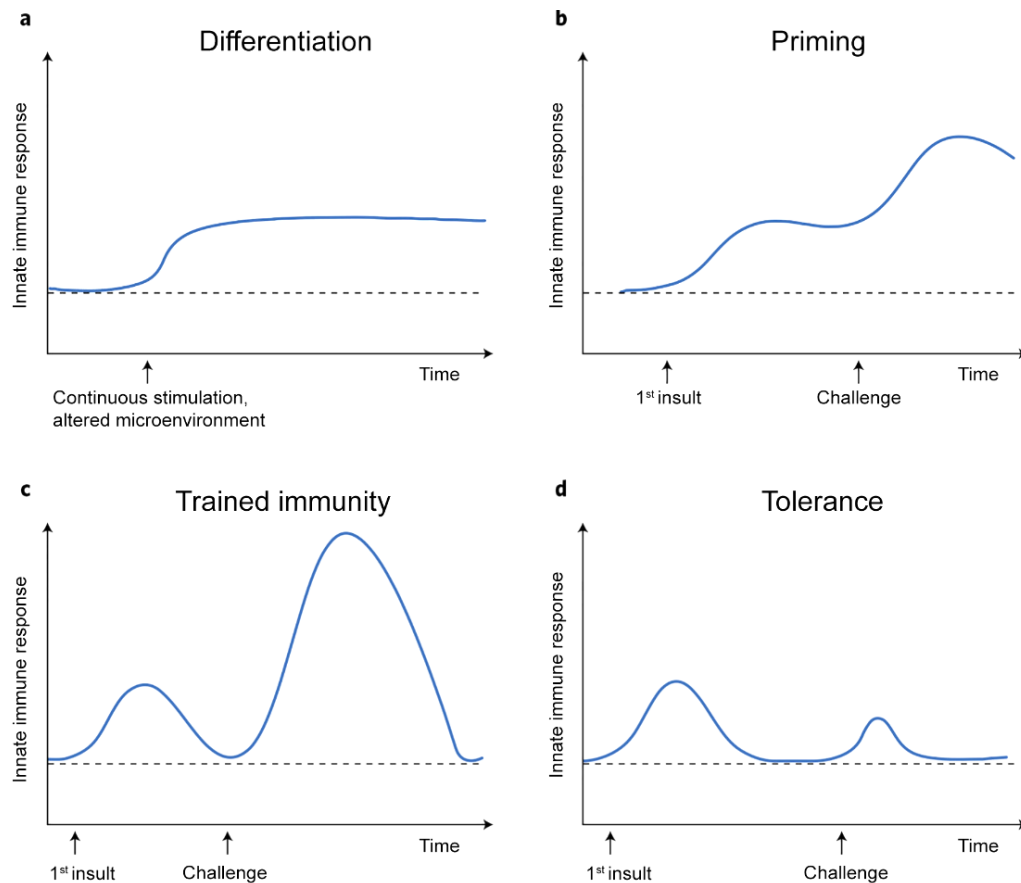 a
Differentiation
Innate immune response
Time
Continuous stimulation,
altered microenvironment
b
Priming
Innate immune response
Time
1st insult
Challenge
c
Trained immunity
Innate immune response
Time
1st insult
Challenge
d
Tolerance
Innate immune response
Time
1st insult
Challenge